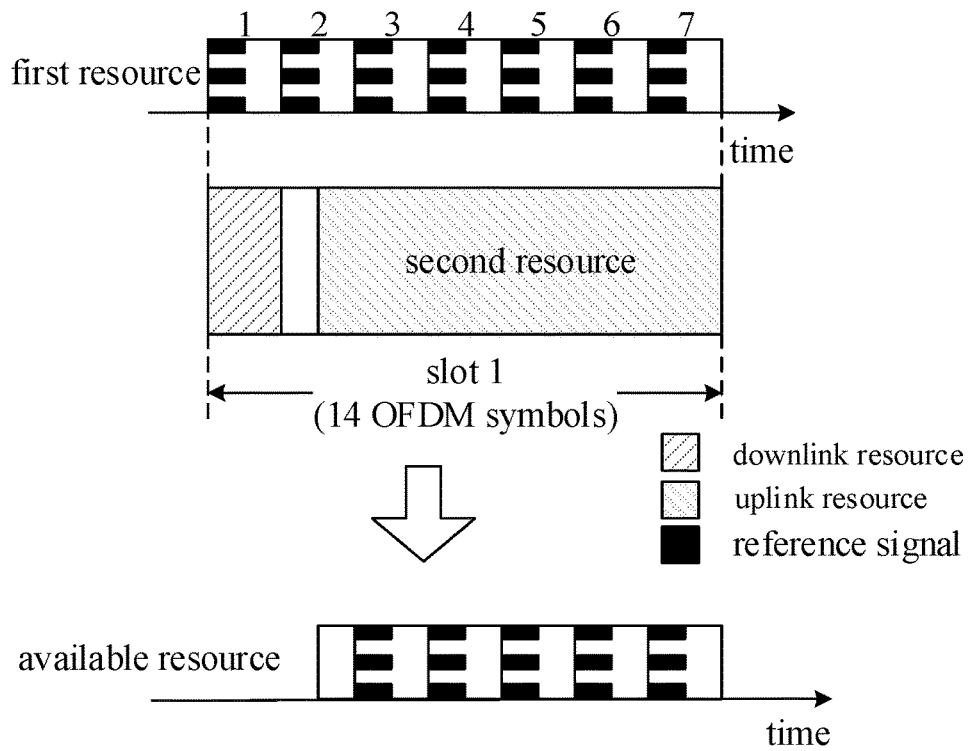 1 2 3 4 5 6 7
first resource
time
second resource
slot 1
(14 OFDM symbols)
downlink resource
uplink resource
reference signal
available resource
time